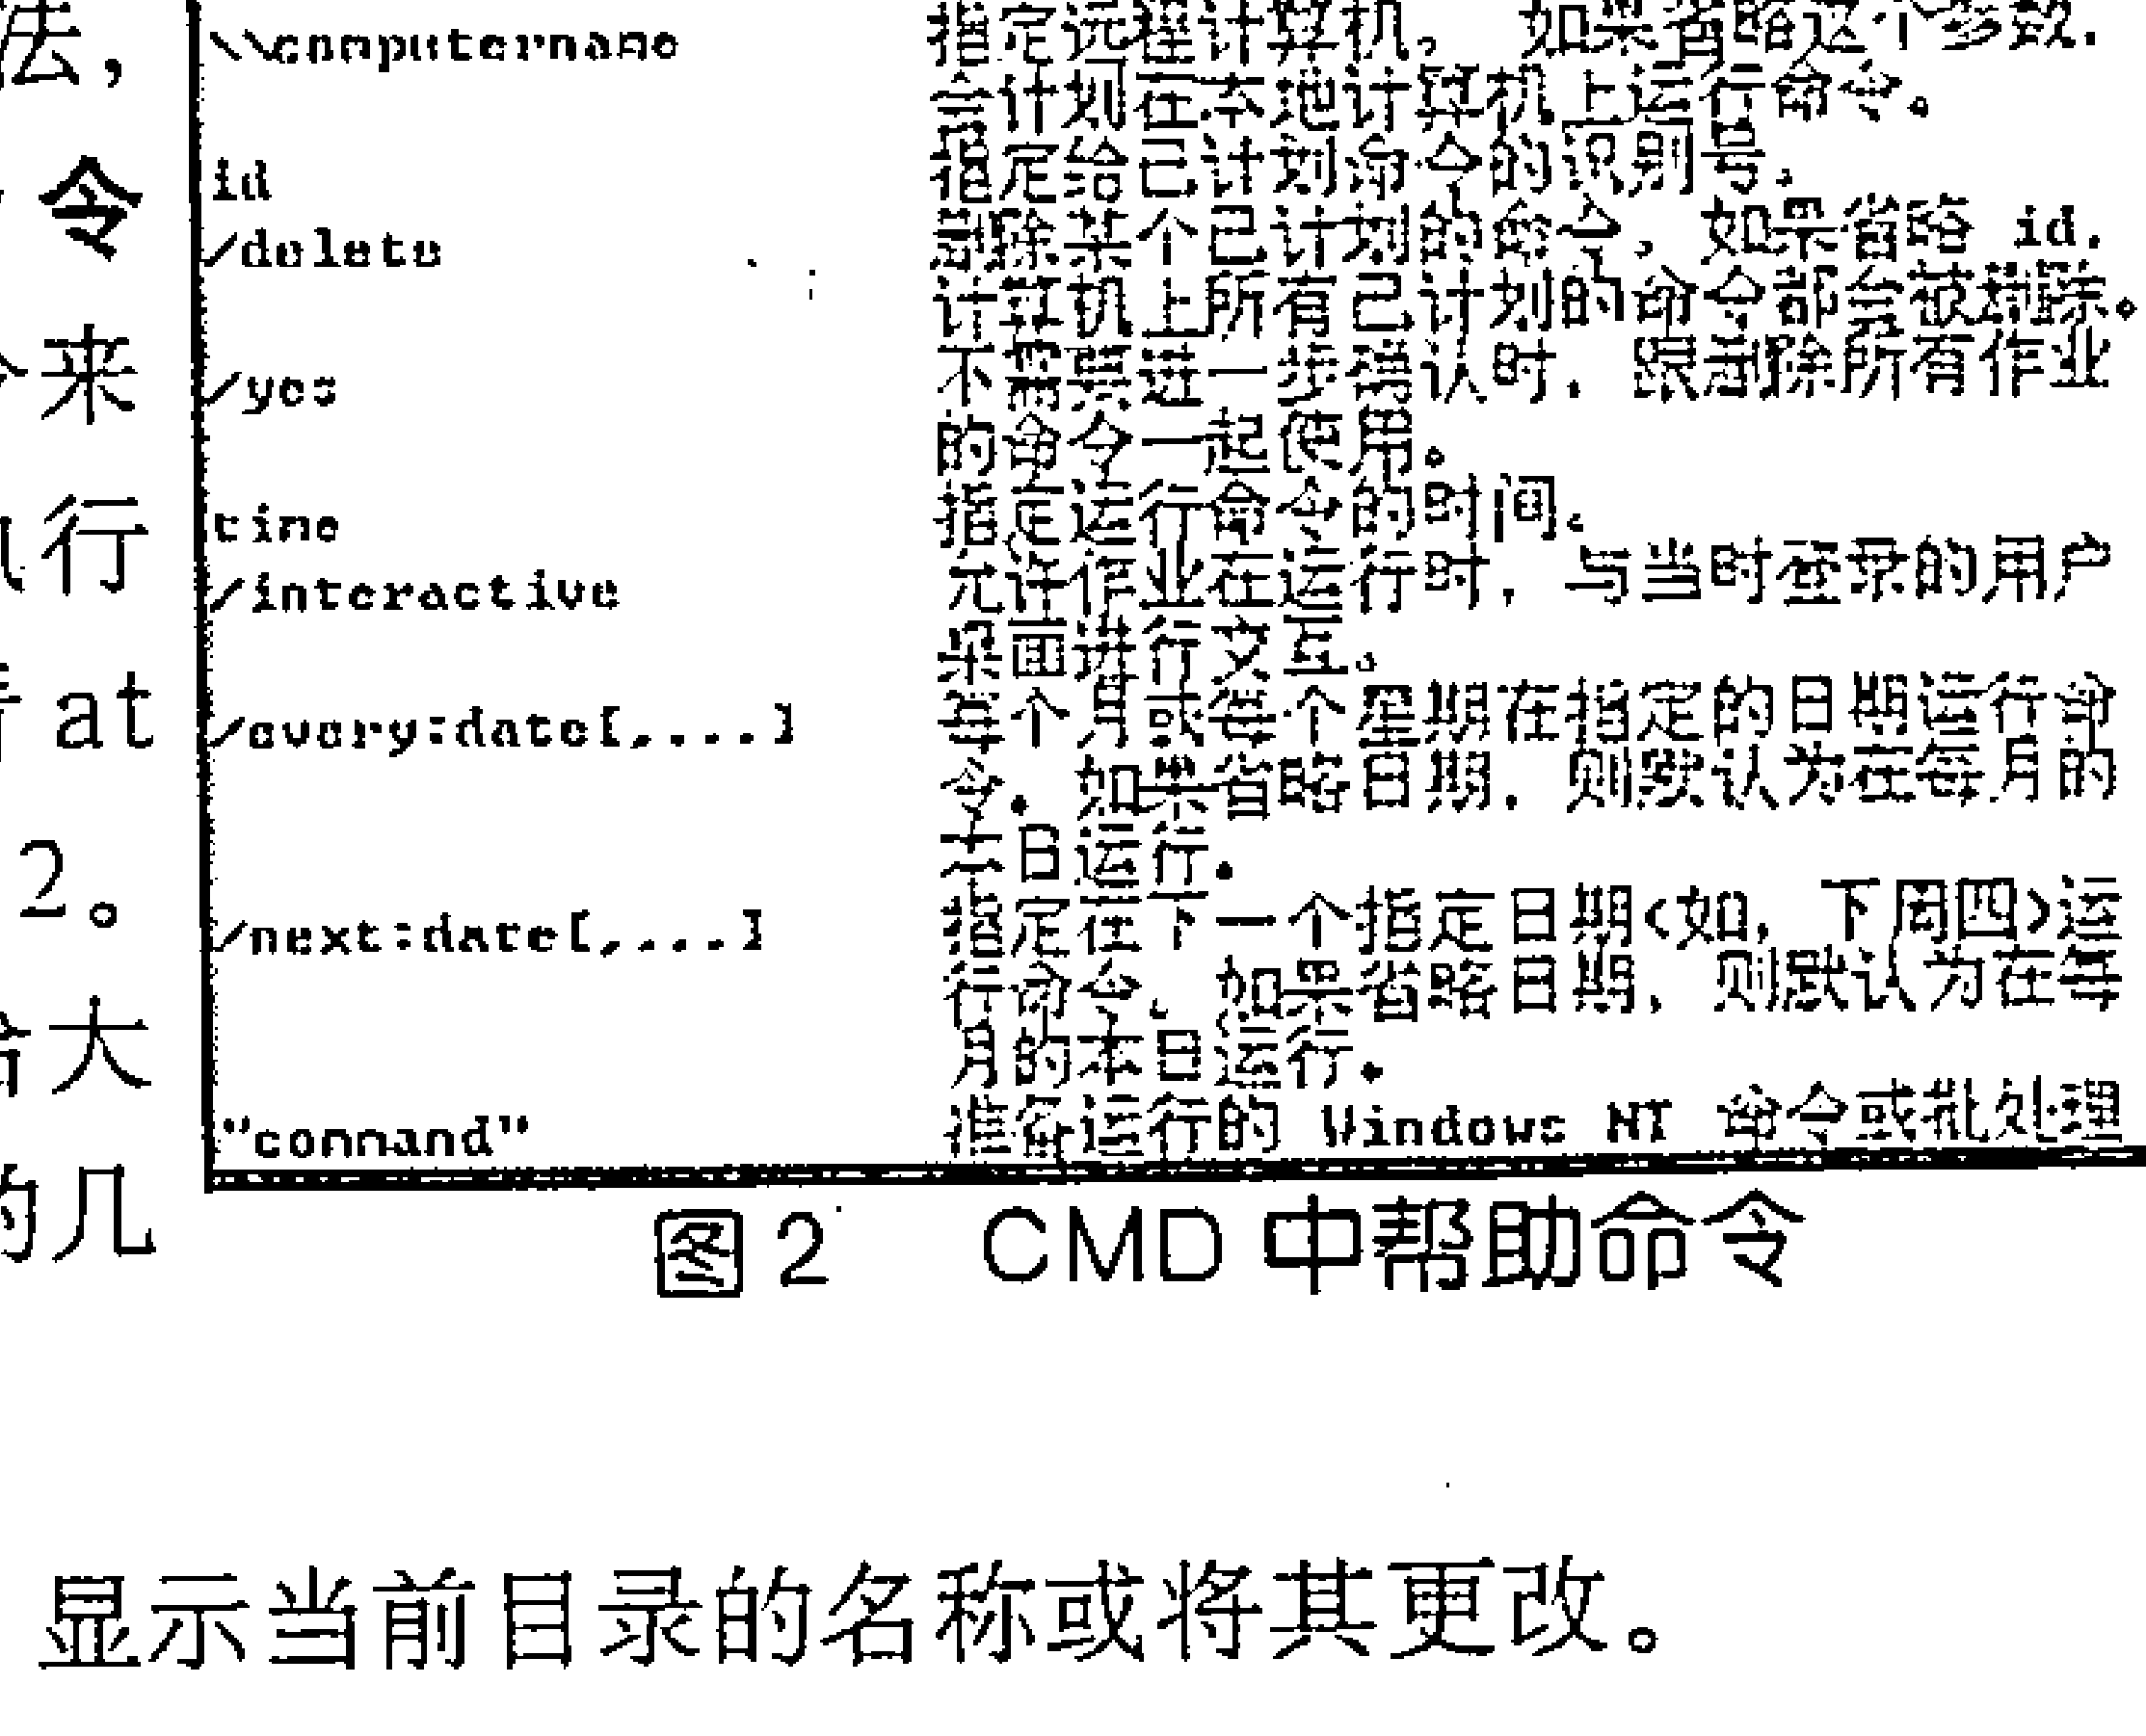 法,
令
来
行
at
2。
大
的几
\\computername 指定远程计算机。 如果省略这个参数,
会计划在本地计算机上运行命令。
id 指定给已计划命令的识别号。
/delete 删除某个已计划的命令。如果省略 id,
计算机上所有已计划的命令都会被删除。
/yes 不需要进一步确认时,跟删除所有作业
的命令一起使用。
time 指定运行命令的时间。
/interactive 允许作业在运行时,与当时登录的用户
桌面进行交互。
/every:date[,...] 每个月或每个星期在指定的日期运行命
令。如果省略日期,则默认为在每月的
本日运行。
/next:date[,...] 指定在下一个指定日期(如,下周四)运
行命令。如果省略日期,则默认为在每
月的本日运行。
"command" 准备运行的 Windows NT 命令或批处理
图 2 CMD 中帮助命令
显示当前目录的名称或将其更改。